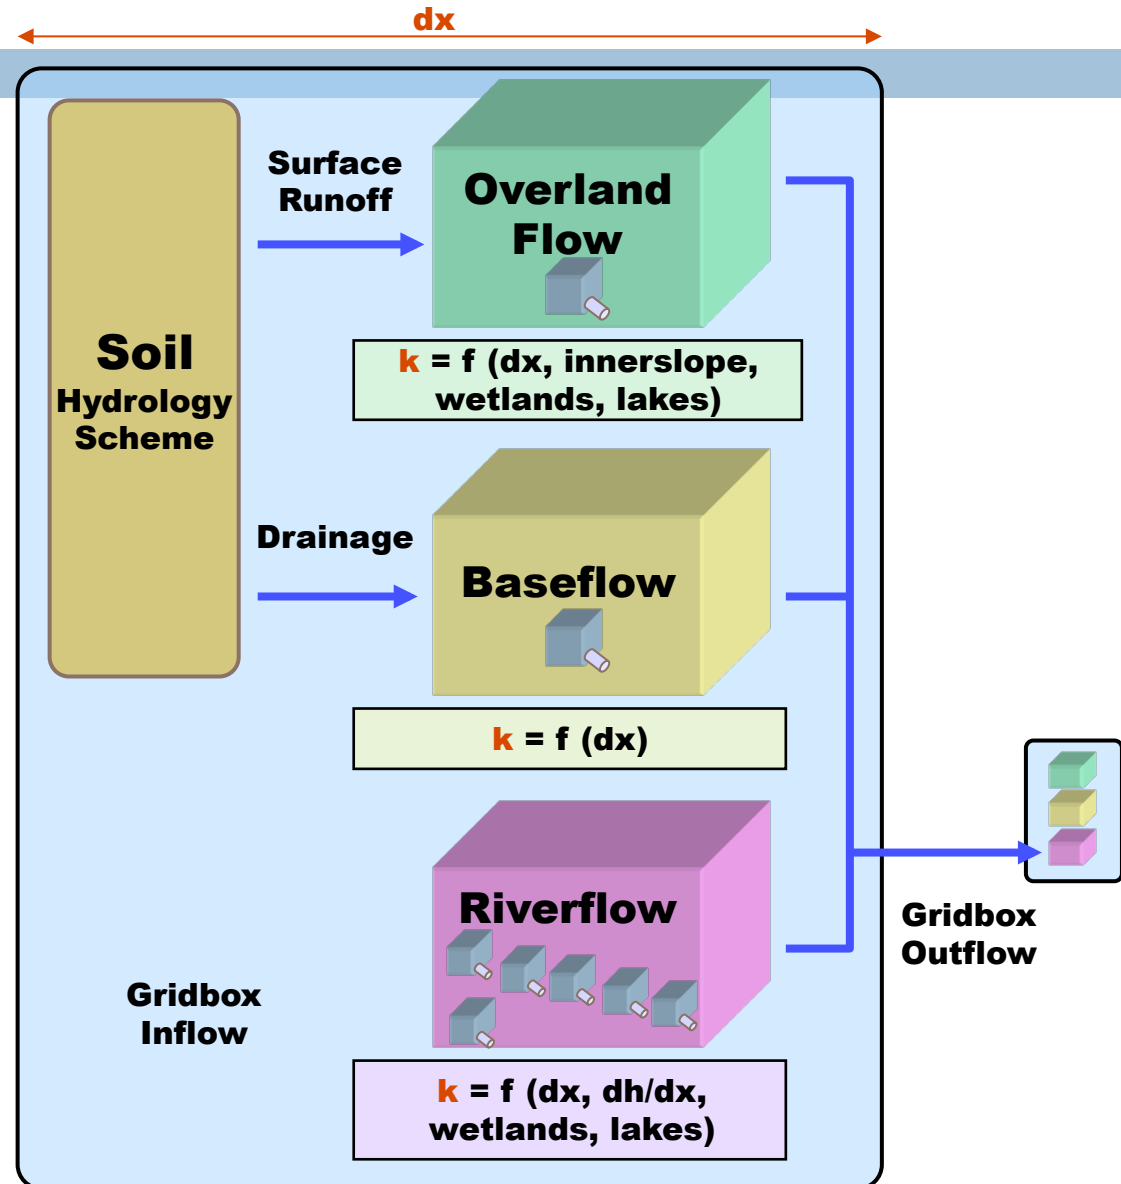 dx
Surface
Runoff
Overland
Flow
k = f (dx, innerslope,
wetlands, lakes)
Soil
Hydrology
Scheme
Drainage
Baseflow
k = f (dx)
Riverflow
Gridbox
Outflow
Gridbox
Inflow
k = f (dx, dh/dx,
wetlands, lakes)